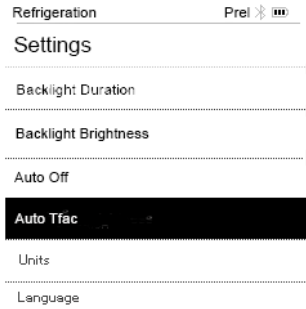 Refrigeration Prel
Settings
Backlight Duration
Backlight Brightness
Auto Off
Auto Tfac
Units
Language